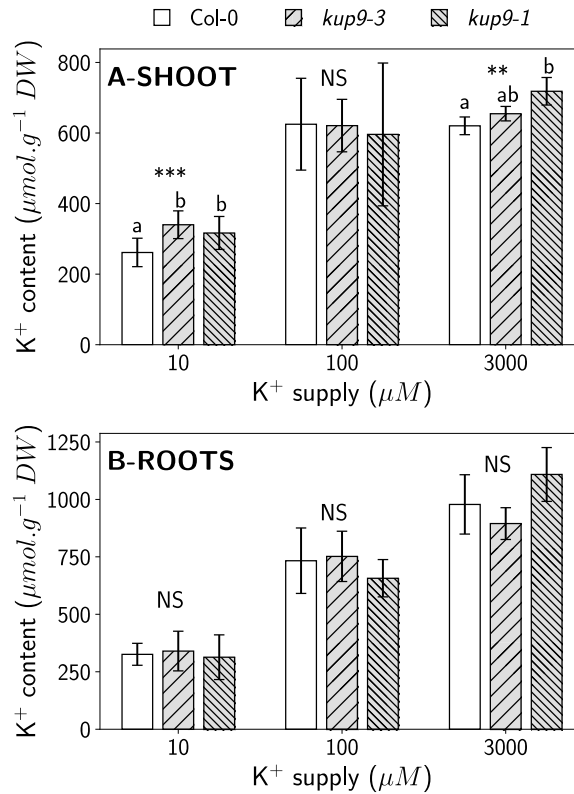 Col-0 kup9-3 kup9-1
A-SHOOT
K⁺ content (μmol.g⁻¹ DW)
800
600
400
200
0
***
a b b
NS
**
a ab b
10 100 3000
K⁺ supply (μM)
B-ROOTS
K⁺ content (μmol.g⁻¹ DW)
1250
1000
750
500
250
0
NS
NS
NS
10 100 3000
K⁺ supply (μM)